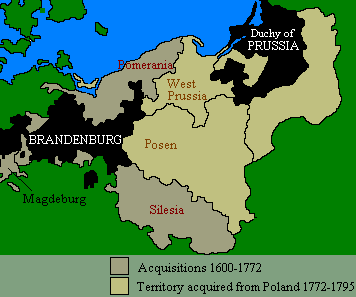 Duchy of
PRUSSIA
Pomerania
West
Prussia
BRANDENBURG
Posen
Magdeburg
Silesia
Acquisitions 1600-1772
Territory acquired from Poland 1772-1795